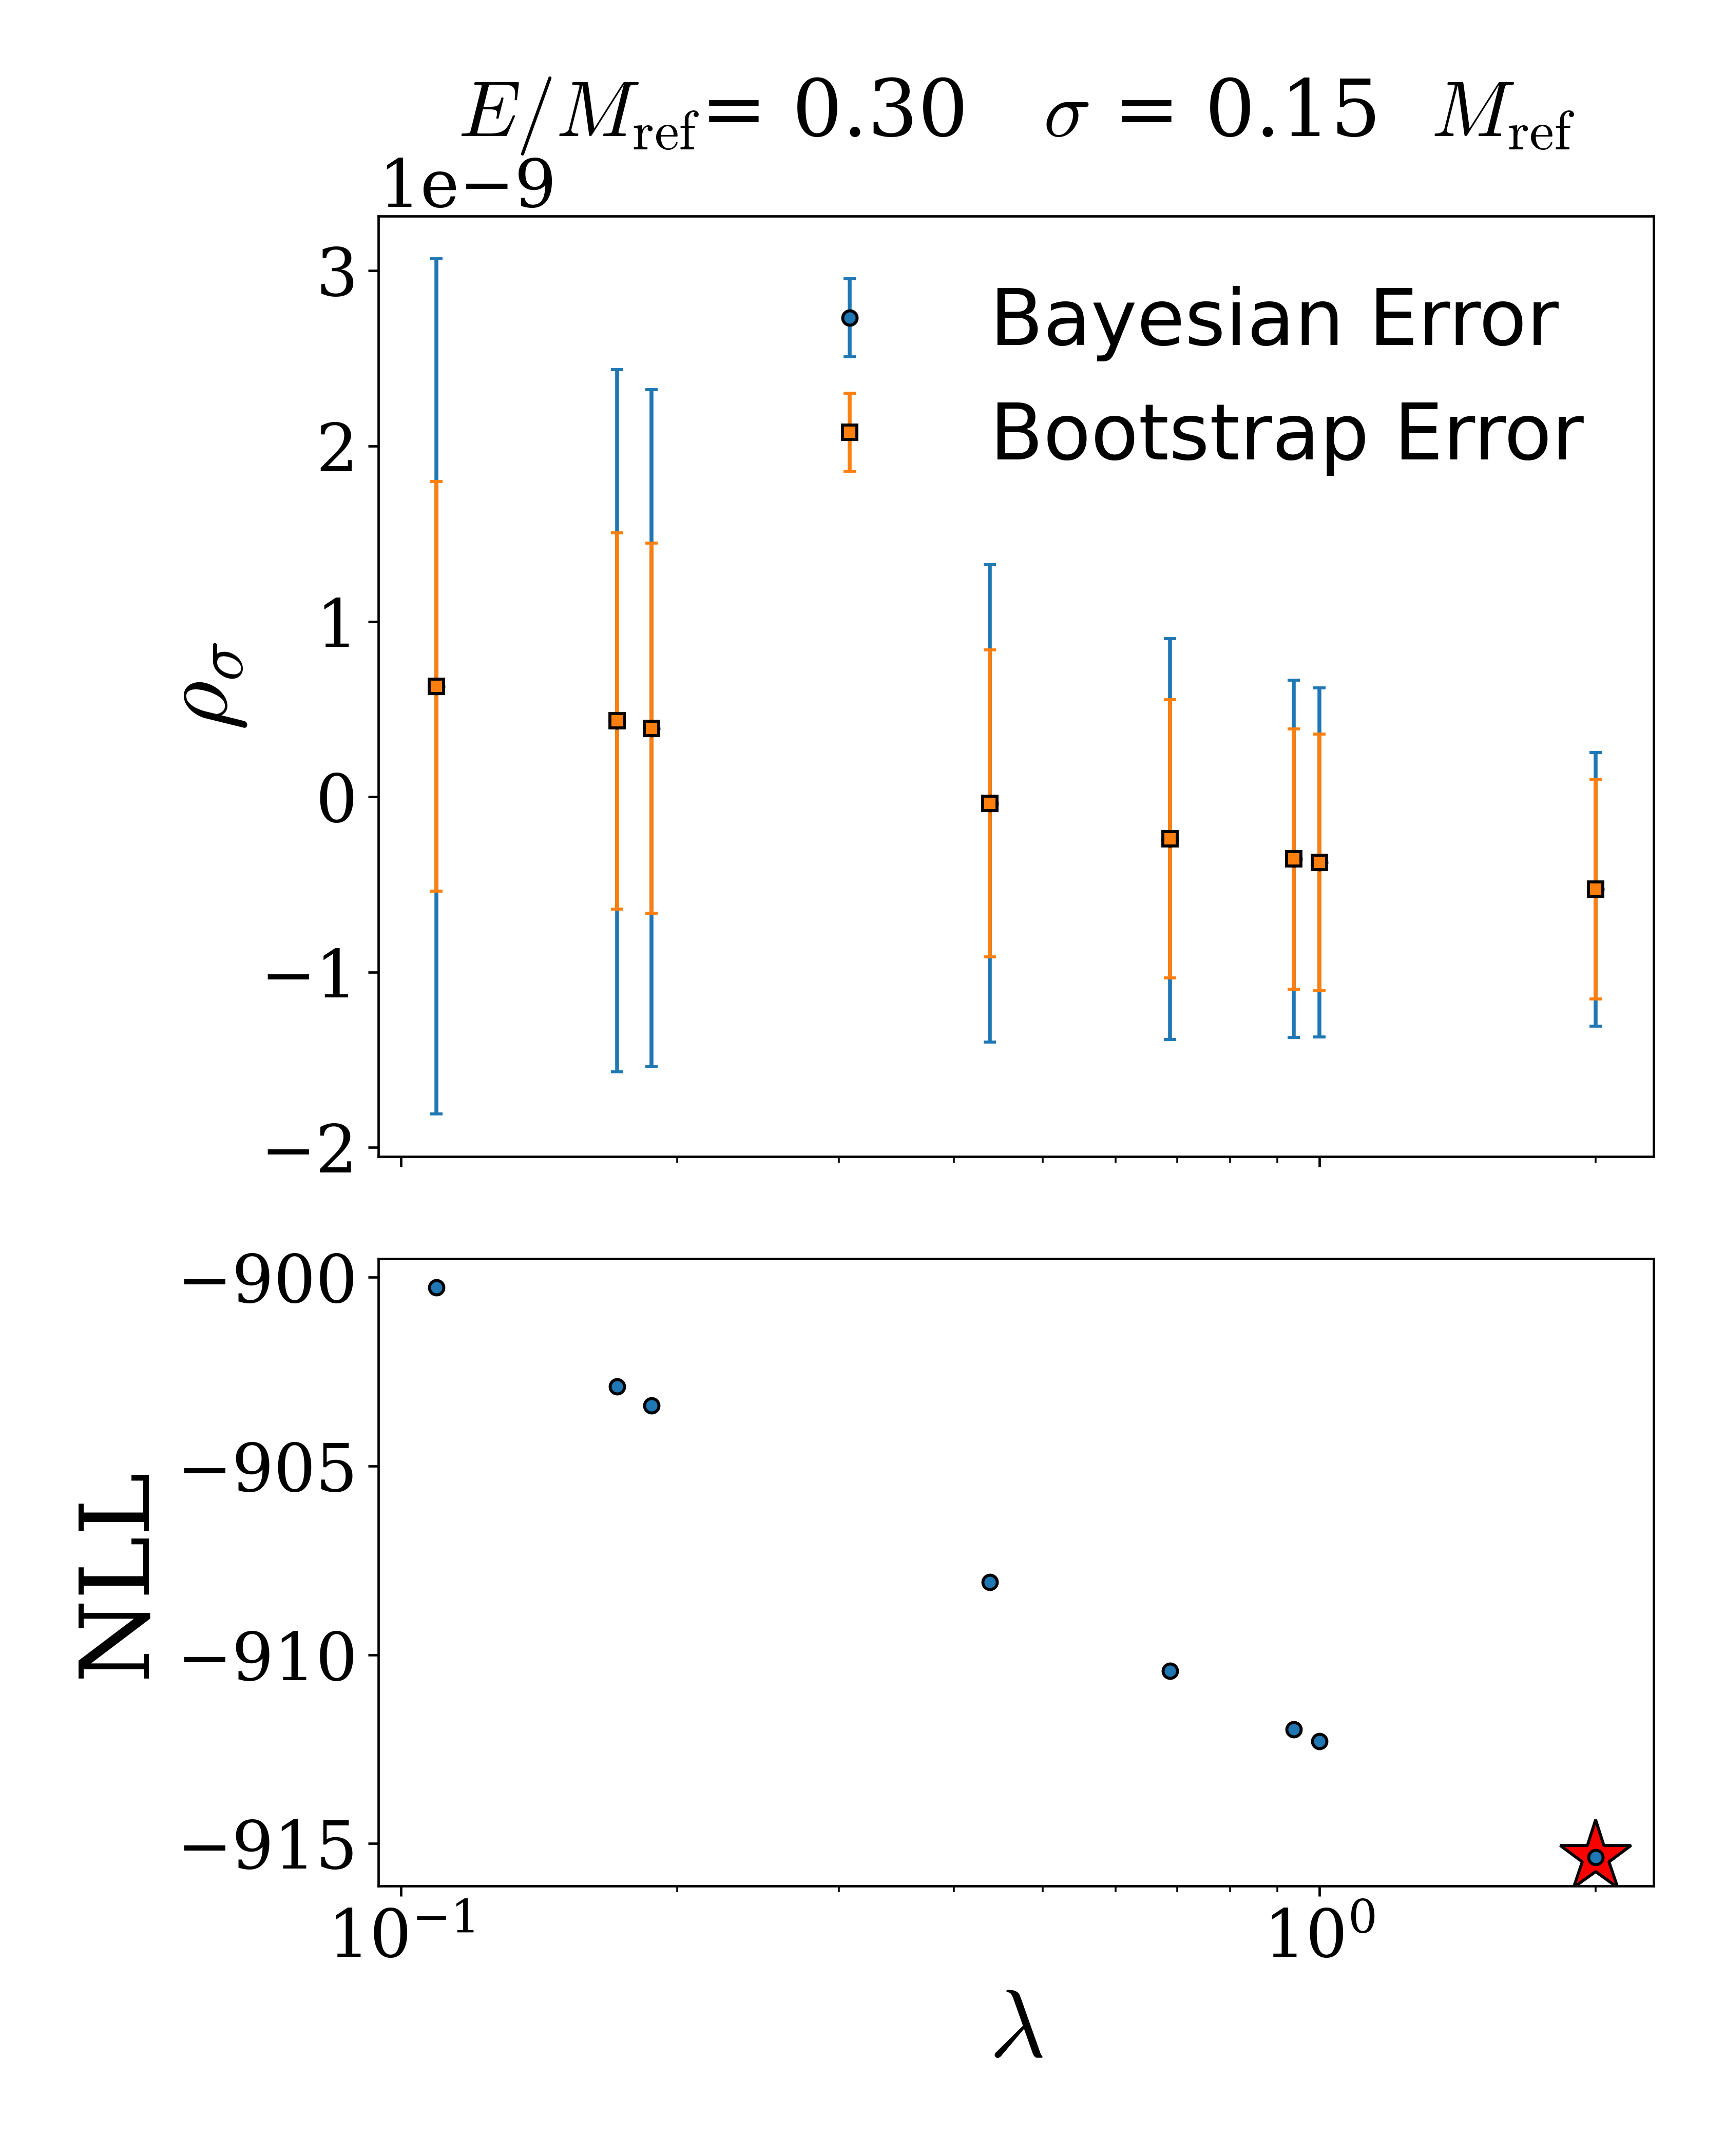 E/M_ref= 0.30 σ = 0.15 M_ref
1e−9
3
2
1
0
−1
−2
ρ_σ
Bayesian Error
Bootstrap Error
−900
−905
−910
−915
NLL
10^−1
10^0
λ